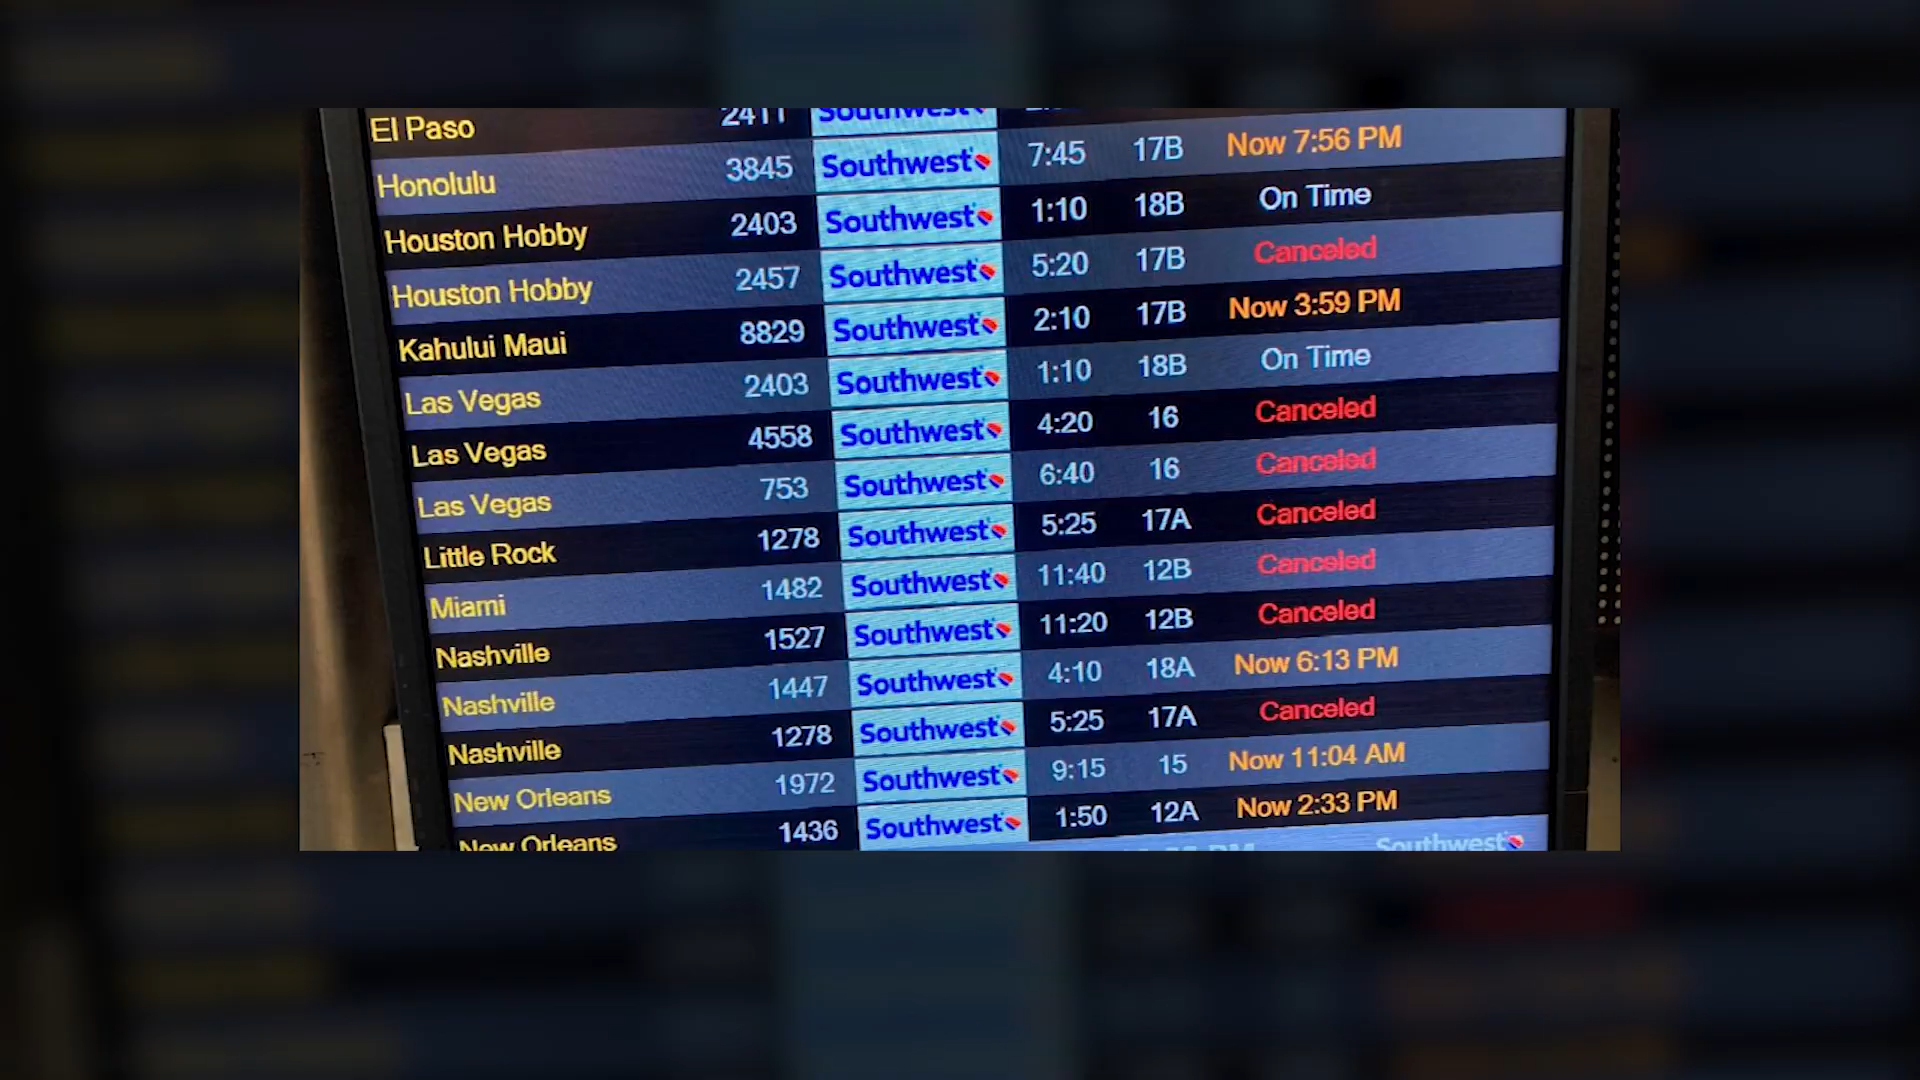 El Paso 2411 Southwest
Honolulu 3845 Southwest 7:45 17B Now 7:56 PM
Houston Hobby 2403 Southwest 1:10 18B On Time
Houston Hobby 2457 Southwest 5:20 17B Canceled
Kahului Maui 8829 Southwest 2:10 17B Now 3:59 PM
Las Vegas 2403 Southwest 1:10 18B On Time
Las Vegas 4558 Southwest 4:20 16 Canceled
Las Vegas 753 Southwest 6:40 16 Canceled
Little Rock 1278 Southwest 5:25 17A Canceled
Miami 1482 Southwest 11:40 12B Canceled
Nashville 1527 Southwest 11:20 12B Canceled
Nashville 1447 Southwest 4:10 18A Now 6:13 PM
Nashville 1278 Southwest 5:25 17A Canceled
New Orleans 1972 Southwest 9:15 15 Now 11:04 AM
New Orleans 1436 Southwest 1:50 12A Now 2:33 PM
PM Southwest